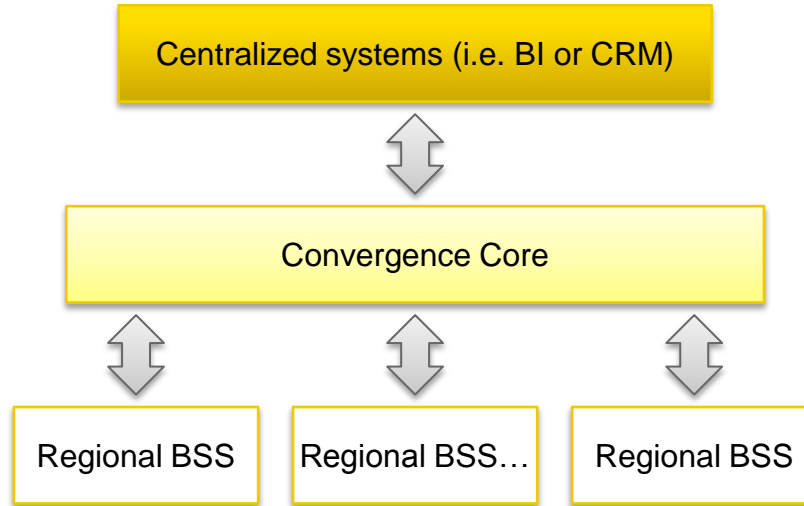 Centralized systems (i.e. BI or CRM)
Convergence Core
Regional BSS
Regional BSS…
Regional BSS